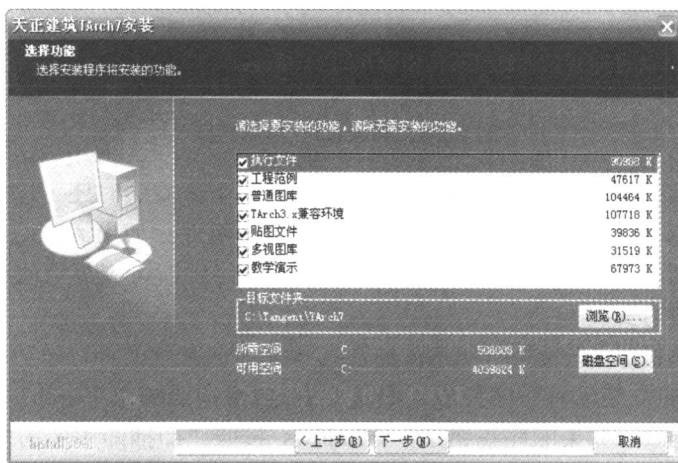 天正建筑TArch7安装
选择功能
选择安装程序将安装的功能。
请选择要安装的功能，清除无需安装的功能。
执行文件 90988 K
工程范例 47617 K
普通图库 104464 K
TArch3.x兼容环境 107718 K
贴图文件 39836 K
多视图库 31519 K
教学演示 67973 K
目标文件夹
C:\Tangent\TArch7
浏览(R)...
所需空间 C: 508008 K
可用空间 C: 4039824 K
磁盘空间(S).
InstallShield
<上一步(B) 下一步(N)> 取消